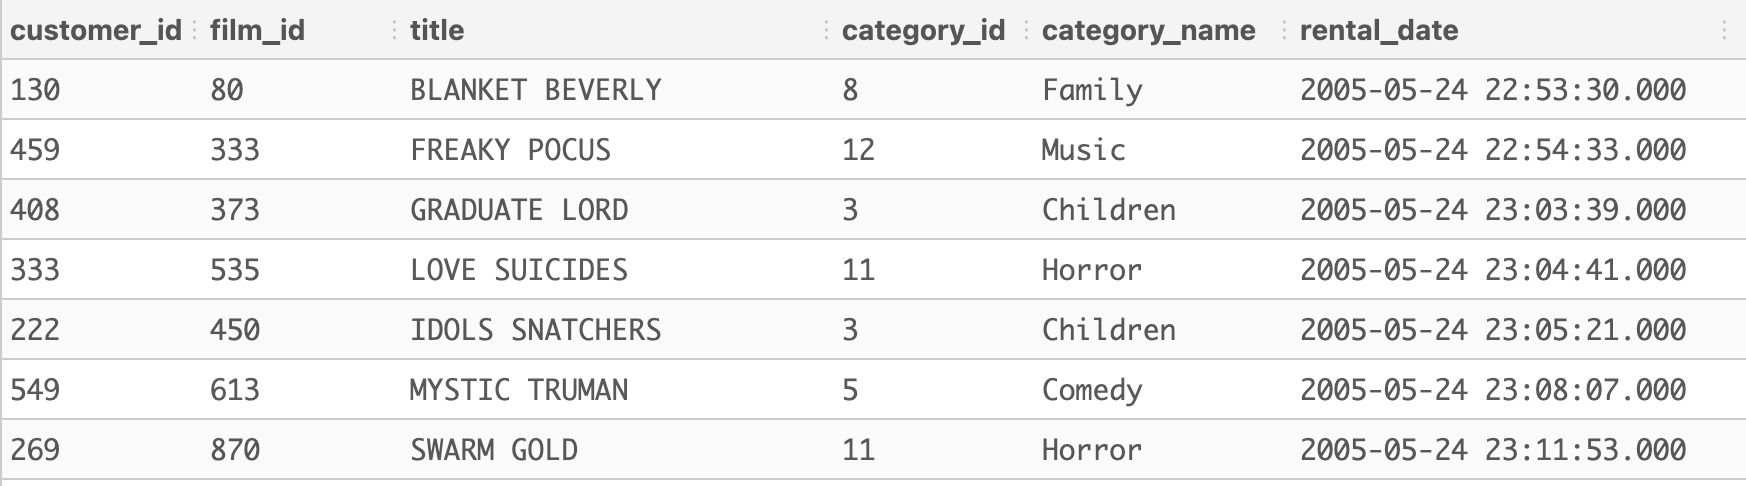 customer_id film_id title category_id category_name rental_date
130 80 BLANKET BEVERLY 8 Family 2005-05-24 22:53:30.000
459 333 FREAKY POCUS 12 Music 2005-05-24 22:54:33.000
408 373 GRADUATE LORD 3 Children 2005-05-24 23:03:39.000
333 535 LOVE SUICIDES 11 Horror 2005-05-24 23:04:41.000
222 450 IDOLS SNATCHERS 3 Children 2005-05-24 23:05:21.000
549 613 MYSTIC TRUMAN 5 Comedy 2005-05-24 23:08:07.000
269 870 SWARM GOLD 11 Horror 2005-05-24 23:11:53.000